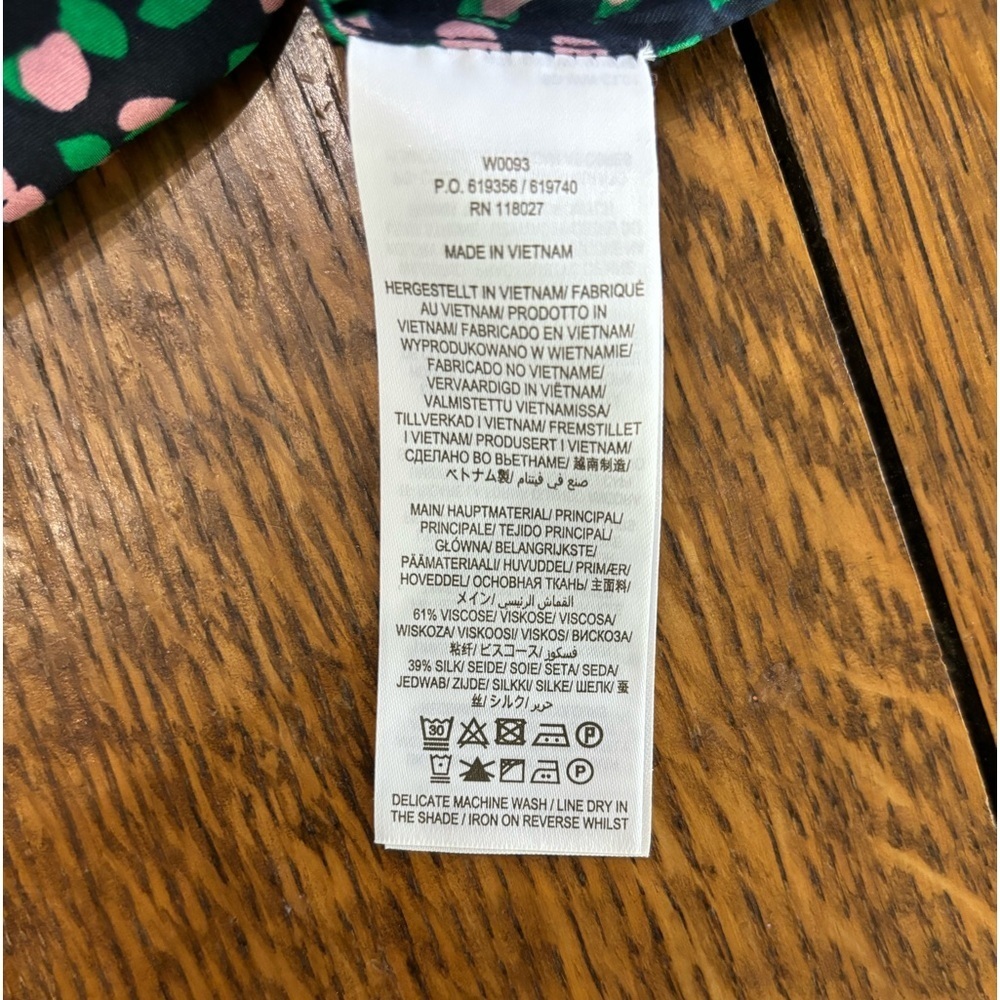 W0093
P.O. 619356 / 619740
RN 118027
MADE IN VIETNAM
HERGESTELLT IN VIETNAM/ FABRIQUÉ
AU VIETNAM/ PRODOTTO IN
VIETNAM/ FABRICADO EN VIETNAM/
WYPRODUKOWANO W WIETNAMIE/
FABRICADO NO VIETNAME/
VERVAARDIGD IN VIËTNAM/
VALMISTETTU VIETNAMISSA/
TILLVERKAD I VIETNAM/ FREMSTILLET
I VIETNAM/ PRODUSERT I VIETNAM/
СДЕЛАНО ВО ВЬЕТНАМЕ/ 越南制造/
ベトナム製/ صنع في فيتنام
MAIN/ HAUPTMATERIAL/ PRINCIPAL/
PRINCIPALE/ TEJIDO PRINCIPAL/
GŁÓWNA/ BELANGRIJKSTE/
PÄÄMATERIAALI/ HUVUDDEL/ PRIMÆR/
HOVEDDEL/ ОСНОВНАЯ ТКАНЬ/ 主面料/
メイン/ القماش الرئيسي
61% VISCOSE/ VISKOSE/ VISCOSA/
WISKOZA/ VISKOOSI/ VISKOS/ ВИСКОЗА/
粘纤/ ビスコース/ فسكوز
39% SILK/ SEIDE/ SOIE/ SETA/ SEDA/
JEDWAB/ ZIJDE/ SILKKI/ SILKE/ ШЕЛК/ 蚕
丝/ シルク/ حرير
30 P
P
DELICATE MACHINE WASH / LINE DRY IN
THE SHADE / IRON ON REVERSE WHILST